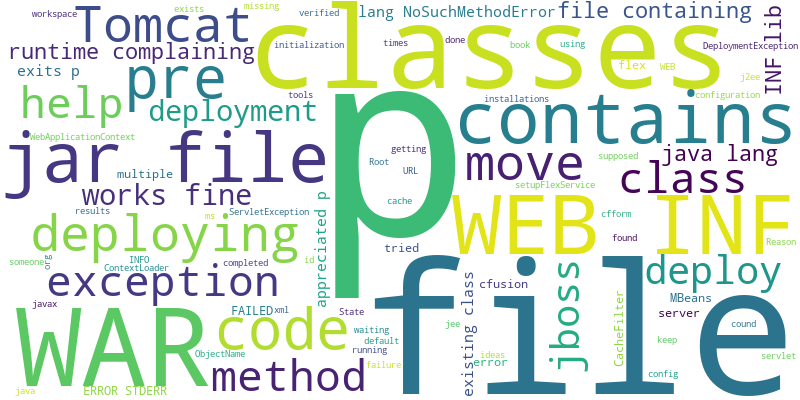 workspace
exists
missing
verified
lang NoSuchMethodError
file containing
Tomcat
classes
INF lib
runtime complaining
initialization
times
done
book
using
DeploymentException
exits p
pre
flex
WEB
j2ee
help
deployment
tools
p
installations
configuration
contains
WebApplicationContext
jar file
getting
Root
URL
move
supposed
java lang
multiple
class
works fine
setupFlexService
cache
appreciated p
results
ms
ServletException
WEB INF
cfform
deploying
tried
found
Reason
someone
org
INFO
ContextLoader
completed
id
exception
file
existing class
cfusion
jboss
deploy
MBeans
javax
WAR
FAILED
xml
State
code
waiting
default
running
jee
server
CacheFilter
cound
keep
ObjectName
method
failure
ideas
error
servlet
config
java
ERROR STDERR